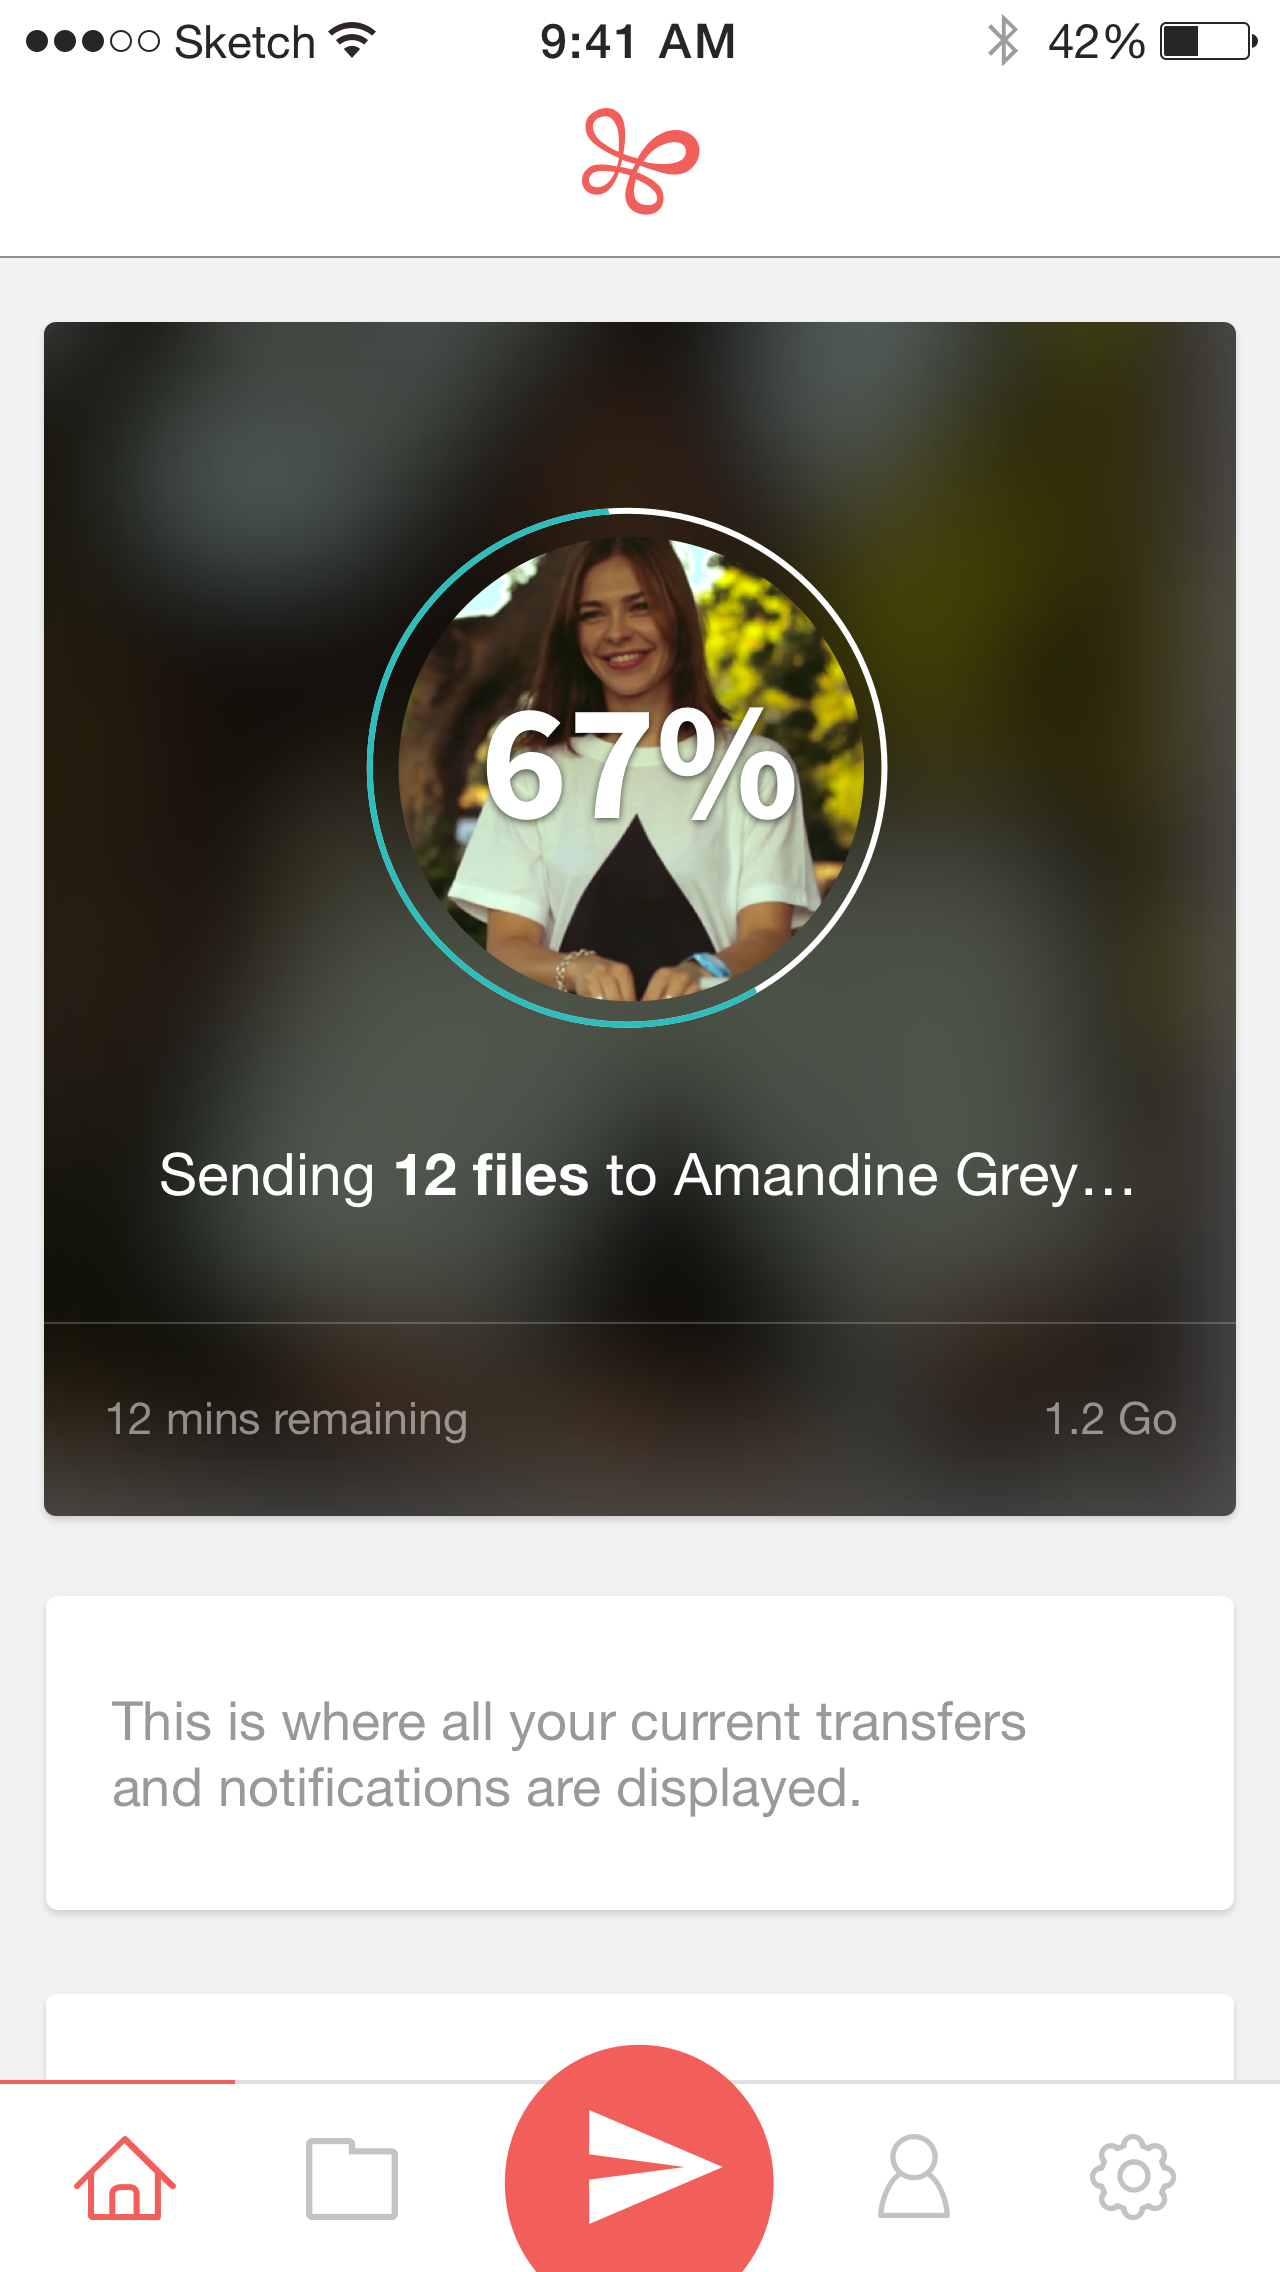 Sketch 9:41 AM 42%
67%
Sending 12 files to Amandine Grey...
12 mins remaining 1.2 Go
This is where all your current transfers
and notifications are displayed.